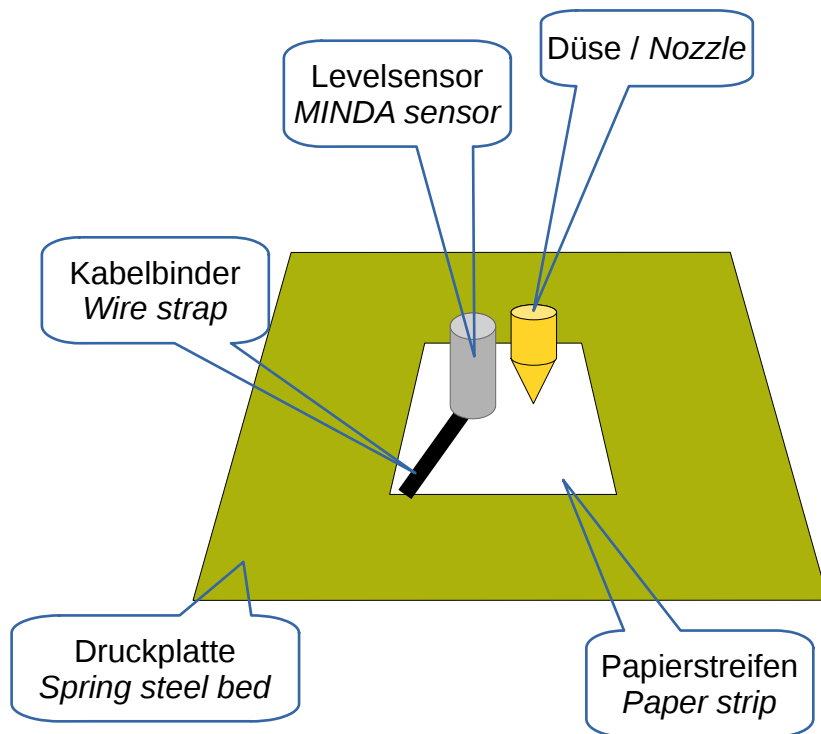 Düse / Nozzle
Levelsensor
MINDA sensor
Kabelbinder
Wire strap
Druckplatte
Spring steel bed
Papierstreifen
Paper strip